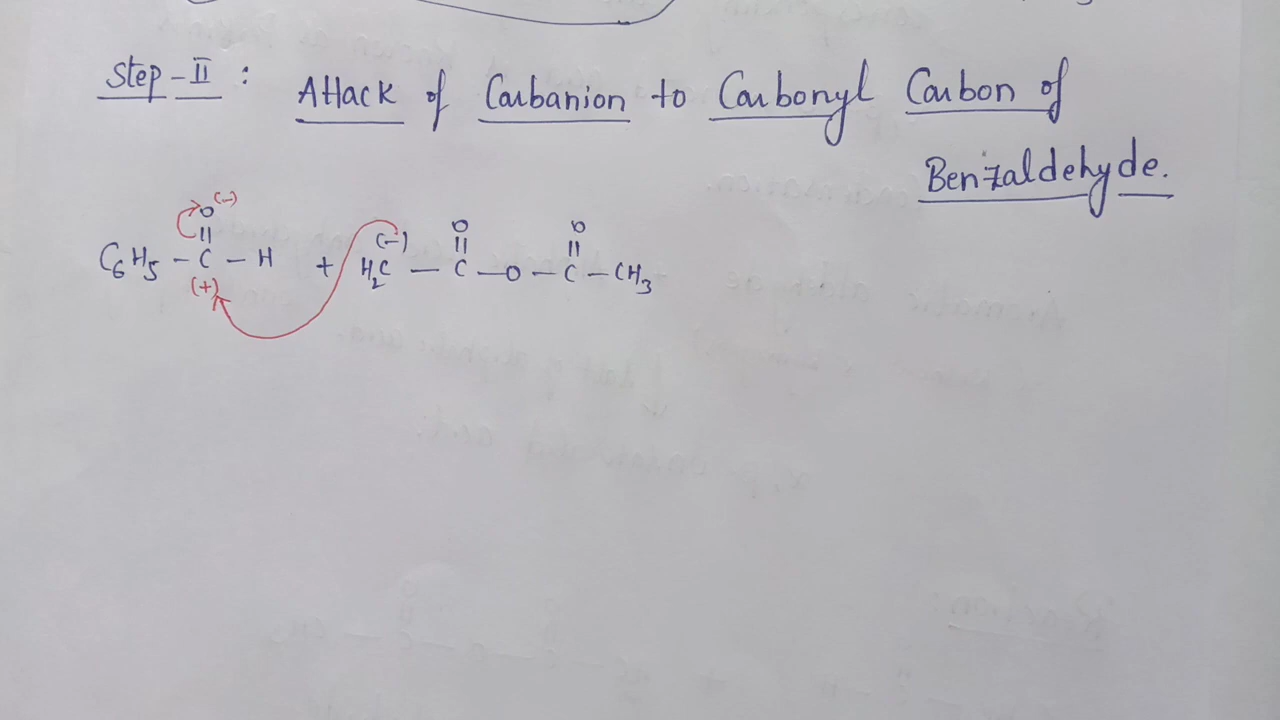 Step-II : Attack of Carbanion to Carbonyl Carbon of
Benzaldehyde.
O(-) O O
|| (-) || ||
C6H5 - C - H + H2C - C - O - C - CH3
(+)